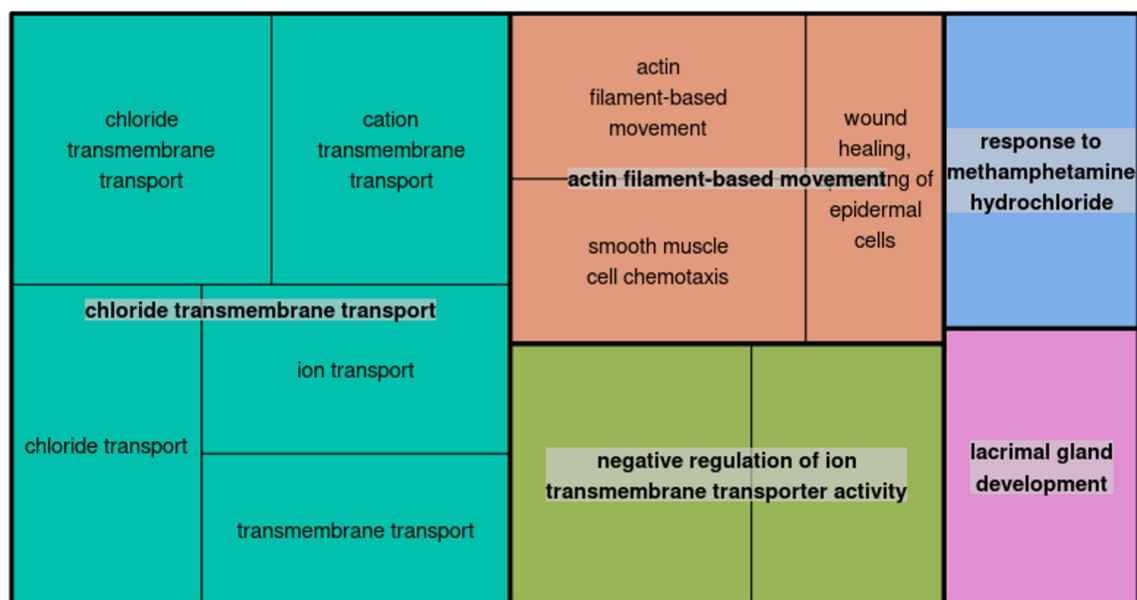 chloride
transmembrane
transport
cation
transmembrane
transport
chloride transmembrane transport
chloride transport
ion transport
transmembrane transport
actin
filament-based
movement
actin filament-based movement
smooth muscle
cell chemotaxis
wound
healing,
of
epidermal
cells
negative regulation of ion
transmembrane transporter activity
response to
methamphetamine
hydrochloride
lacrimal gland
development